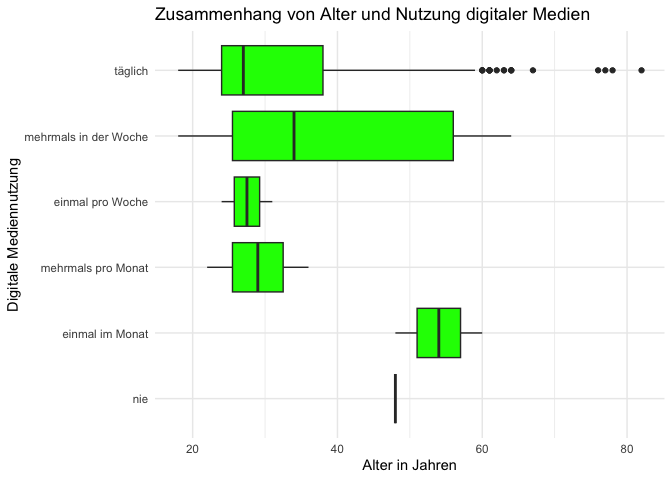 Zusammenhang von Alter und Nutzung digitaler Medien
Digitale Mediennutzung
täglich
mehrmals in der Woche
einmal pro Woche
mehrmals pro Monat
einmal im Monat
nie
20 40 60 80
Alter in Jahren